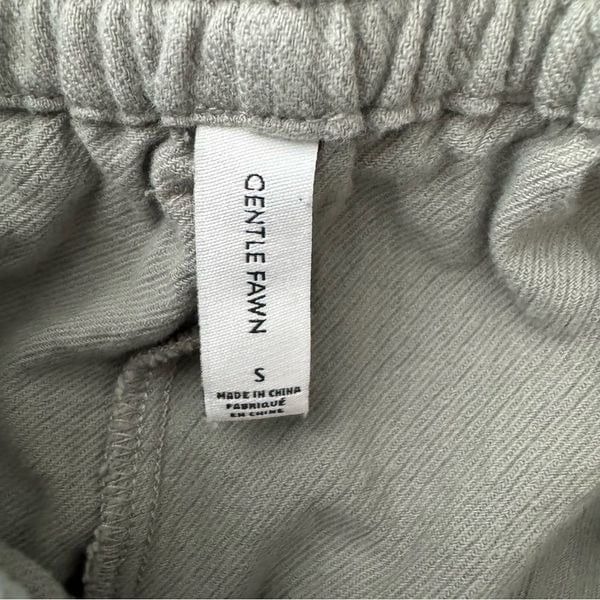 GENTLE FAWN
S
MADE IN CHINA
FABRIQUÉ
EN CHINE